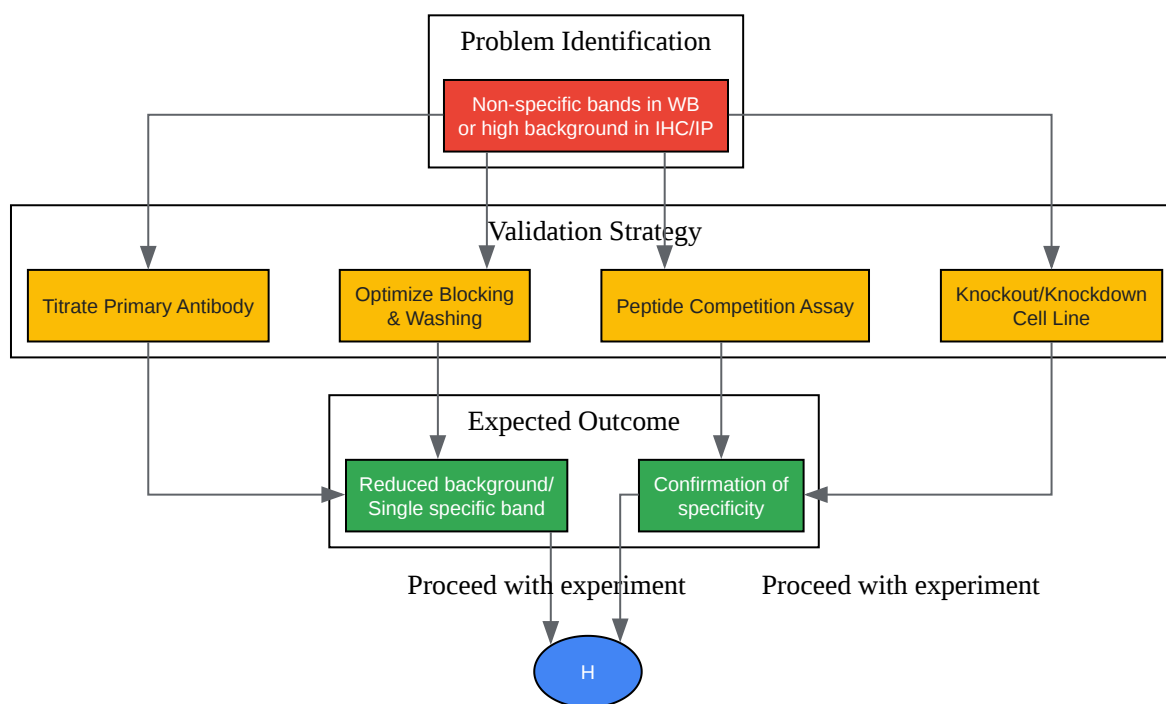 Problem Identification
Non-specific bands in WB
or high background in IHC/IP
Validation Strategy
Titrate Primary Antibody
Optimize Blocking
& Washing
Peptide Competition Assay
Knockout/Knockdown
Cell Line
Expected Outcome
Reduced background/
Single specific band
Confirmation of
specificity
Proceed with experiment
Proceed with experiment
H